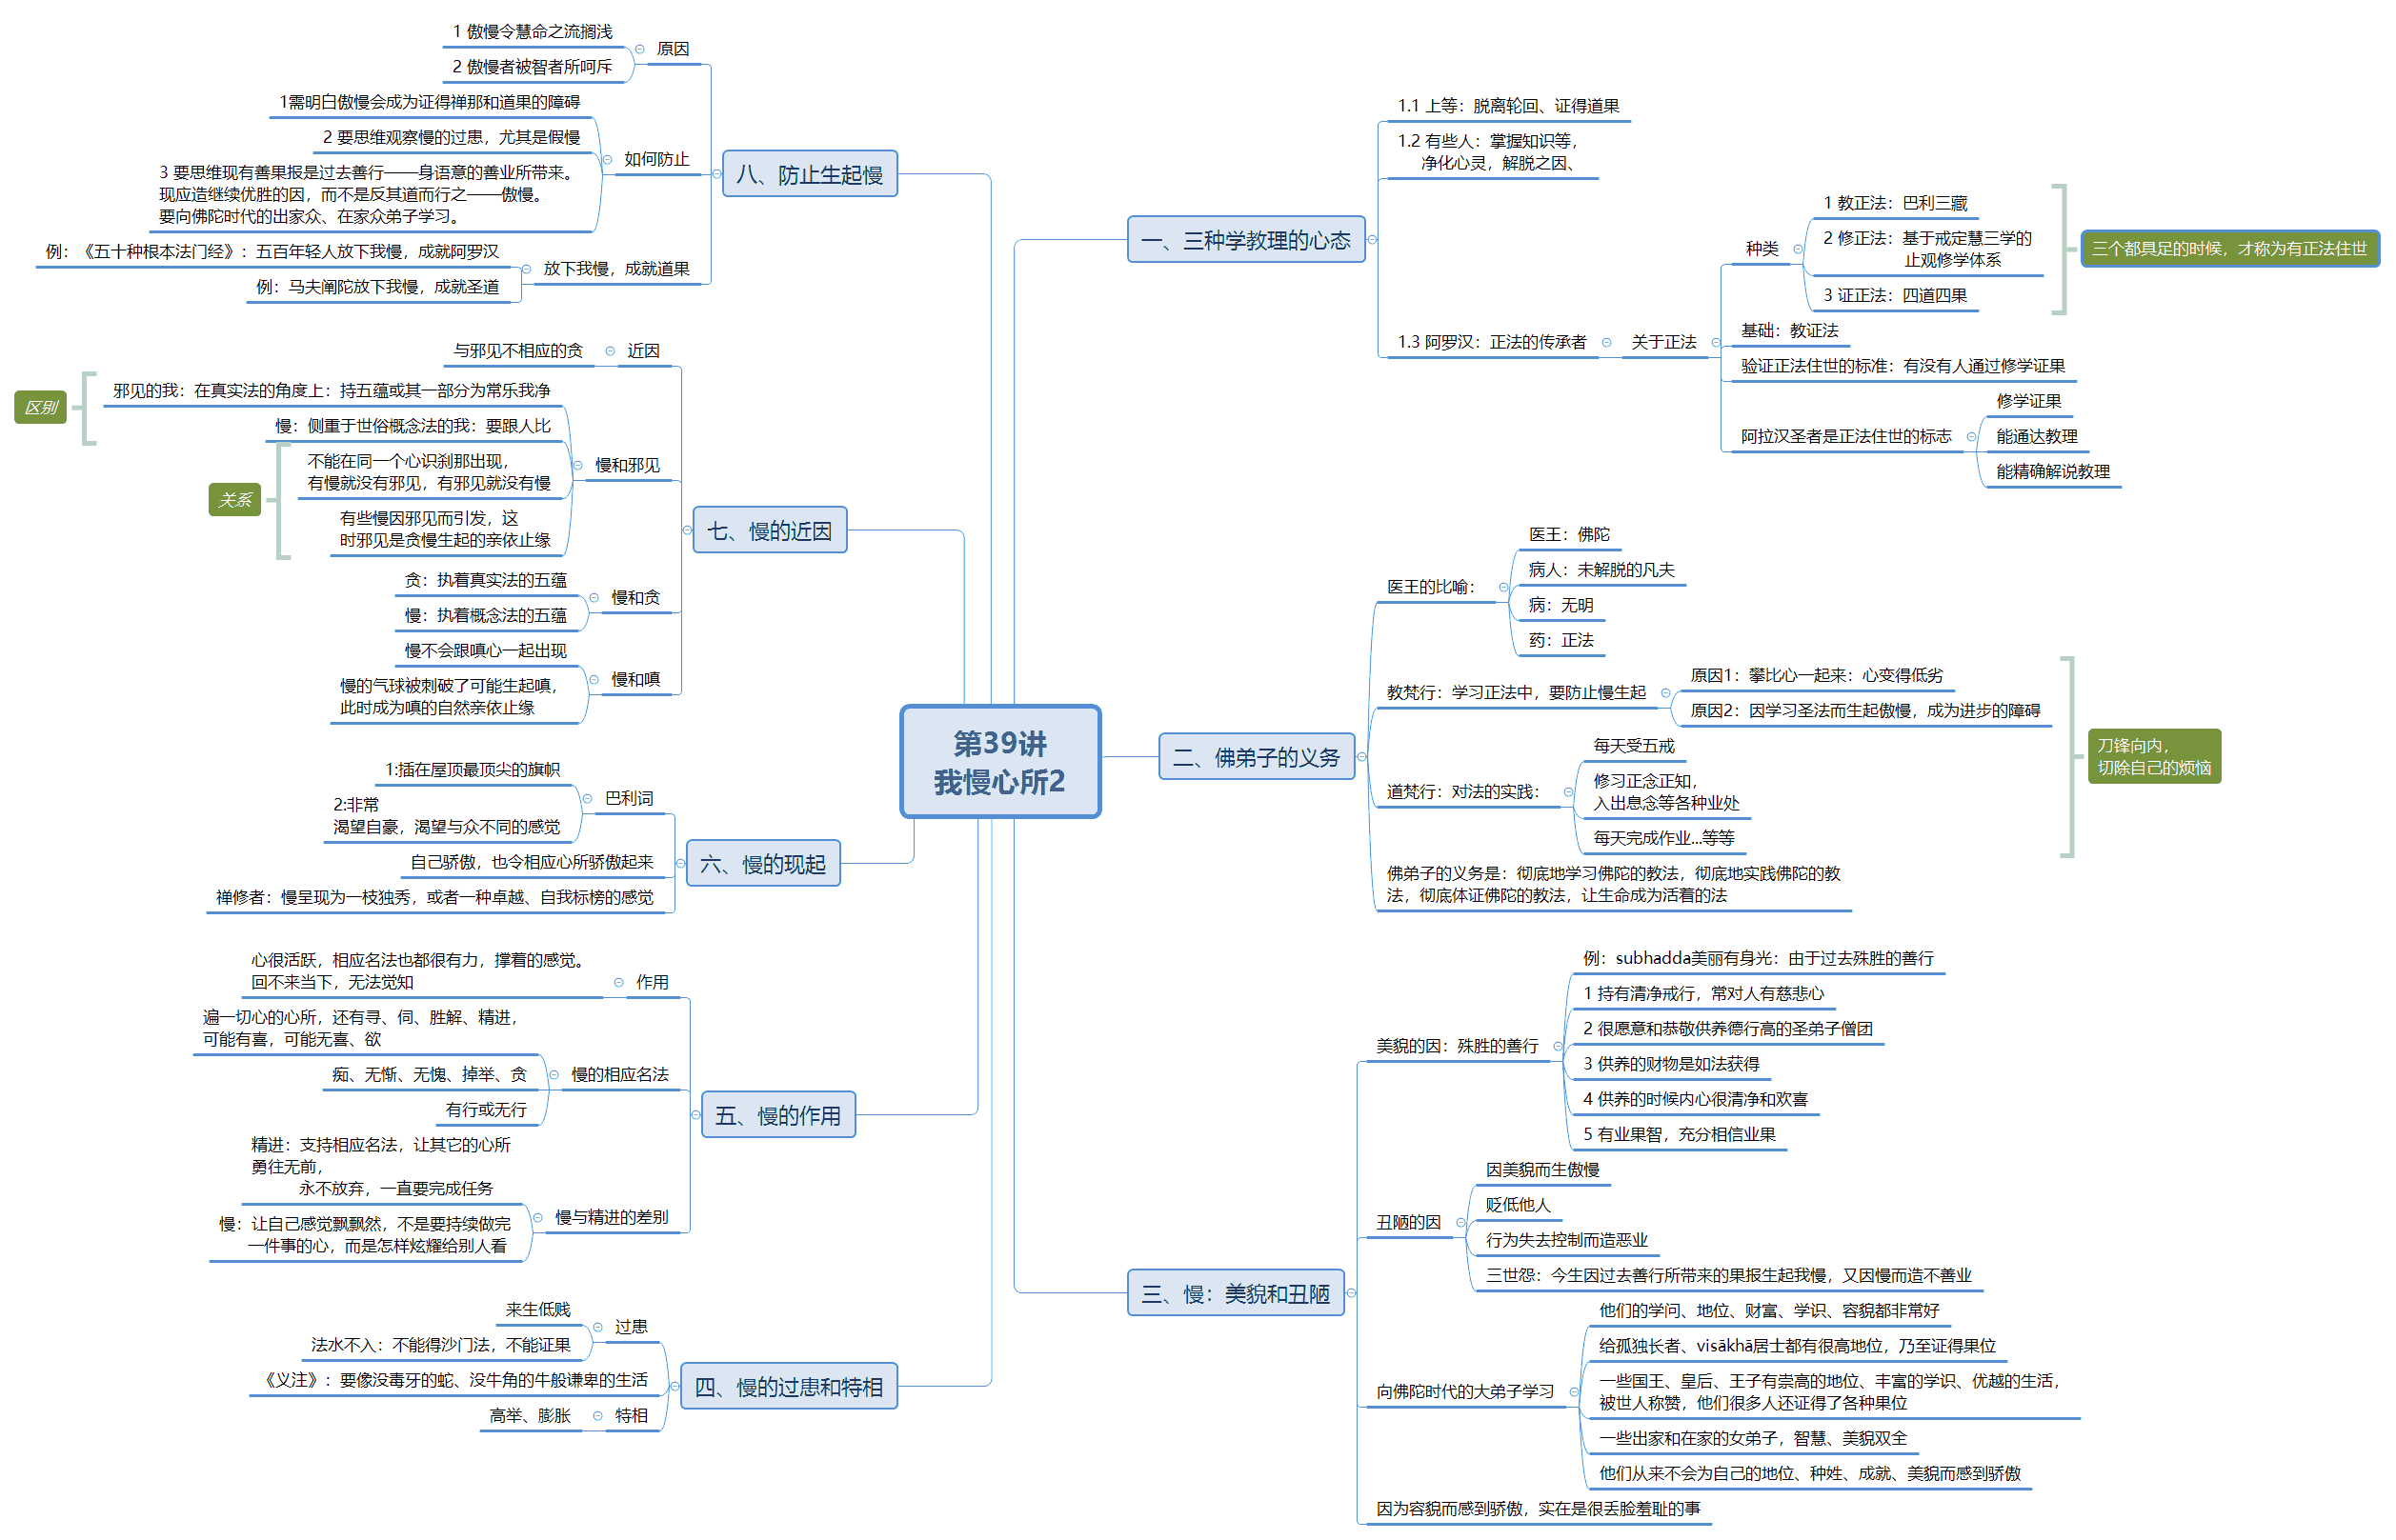 第39讲
我慢心所2
一、三种学教理的心态
1.1 上等：脱离轮回、证得道果
1.2 有些人：掌握知识等，
净化心灵，解脱之因、
1.3 阿罗汉：正法的传承者
关于正法
种类
1 教正法：巴利三藏
2 修正法：基于戒定慧三学的
止观修学体系
3 证正法：四道四果
三个都具足的时候，才称为有正法住世
基础：教证法
验证正法住世的标准：有没有人通过修学证果
阿拉汉圣者是正法住世的标志
修学证果
能通达教理
能精确解说教理
二、佛弟子的义务
医王的比喻：
医王：佛陀
病人：未解脱的凡夫
病：无明
药：正法
教梵行：学习正法中，要防止慢生起
原因1：攀比心一起来：心变得低劣
原因2：因学习圣法而生起傲慢，成为进步的障碍
道梵行：对法的实践：
每天受五戒
修习正念正知，
入出息念等各种业处
每天完成作业...等等
刀锋向内，
切除自己的烦恼
佛弟子的义务是：彻底地学习佛陀的教法，彻底地实践佛陀的教
法，彻底体证佛陀的教法，让生命成为活着的法
三、慢：美貌和丑陋
美貌的因：殊胜的善行
例：subhadda美丽有身光：由于过去殊胜的善行
1 持有清净戒行，常对人有慈悲心
2 很愿意和恭敬供养德行高的圣弟子僧团
3 供养的财物是如法获得
4 供养的时候内心很清净和欢喜
5 有业果智，充分相信业果
丑陋的因
因美貌而生傲慢
贬低他人
行为失去控制而造恶业
三世怨：今生因过去善行所带来的果报生起我慢，又因慢而造不善业
向佛陀时代的大弟子学习
他们的学问、地位、财富、学识、容貌都非常好
给孤独长者、visākhā居士都有很高地位，乃至证得果位
一些国王、皇后、王子有崇高的地位、丰富的学识、优越的生活，
被世人称赞，他们很多人还证得了各种果位
一些出家和在家的女弟子，智慧、美貌双全
他们从来不会为自己的地位、种姓、成就、美貌而感到骄傲
因为容貌而感到骄傲，实在是很丢脸羞耻的事
四、慢的过患和特相
过患
来生低贱
法水不入：不能得沙门法，不能证果
《义注》：要像没毒牙的蛇、没牛角的牛般谦卑的生活
特相
高举、膨胀
五、慢的作用
作用
心很活跃，相应名法也都很有力，撑着的感觉。
回不来当下，无法觉知
慢的相应名法
遍一切心的心所，还有寻、伺、胜解、精进，
可能有喜，可能无喜、欲
痴、无惭、无愧、掉举、贪
有行或无行
慢与精进的差别
精进：支持相应名法，让其它的心所
勇往无前，
永不放弃，一直要完成任务
慢：让自己感觉飘飘然，不是要持续做完
一件事的心，而是怎样炫耀给别人看
六、慢的现起
巴利词
1:插在屋顶最顶尖的旗帜
2:非常
渴望自豪，渴望与众不同的感觉
自己骄傲，也令相应心所骄傲起来
禅修者：慢呈现为一枝独秀，或者一种卓越、自我标榜的感觉
七、慢的近因
近因
与邪见不相应的贪
慢和邪见
邪见的我：在真实法的角度上：持五蕴或其一部分为常乐我净
慢：侧重于世俗概念法的我：要跟人比
区别
不能在同一个心识刹那出现，
有慢就没有邪见，有邪见就没有慢
有些慢因邪见而引发，这
时邪见是贪慢生起的亲依止缘
关系
慢和贪
贪：执着真实法的五蕴
慢：执着概念法的五蕴
慢和嗔
慢不会跟嗔心一起出现
慢的气球被刺破了可能生起嗔，
此时成为嗔的自然亲依止缘
八、防止生起慢
原因
1 傲慢令慧命之流搁浅
2 傲慢者被智者所呵斥
如何防止
1需明白傲慢会成为证得禅那和道果的障碍
2 要思维观察慢的过患，尤其是假慢
3 要思维现有善果报是过去善行——身语意的善业所带来。
现应造继续优胜的因，而不是反其道而行之——傲慢。
要向佛陀时代的出家众、在家众弟子学习。
放下我慢，成就道果
例：《五十种根本法门经》：五百年轻人放下我慢，成就阿罗汉
例：马夫阐陀放下我慢，成就圣道